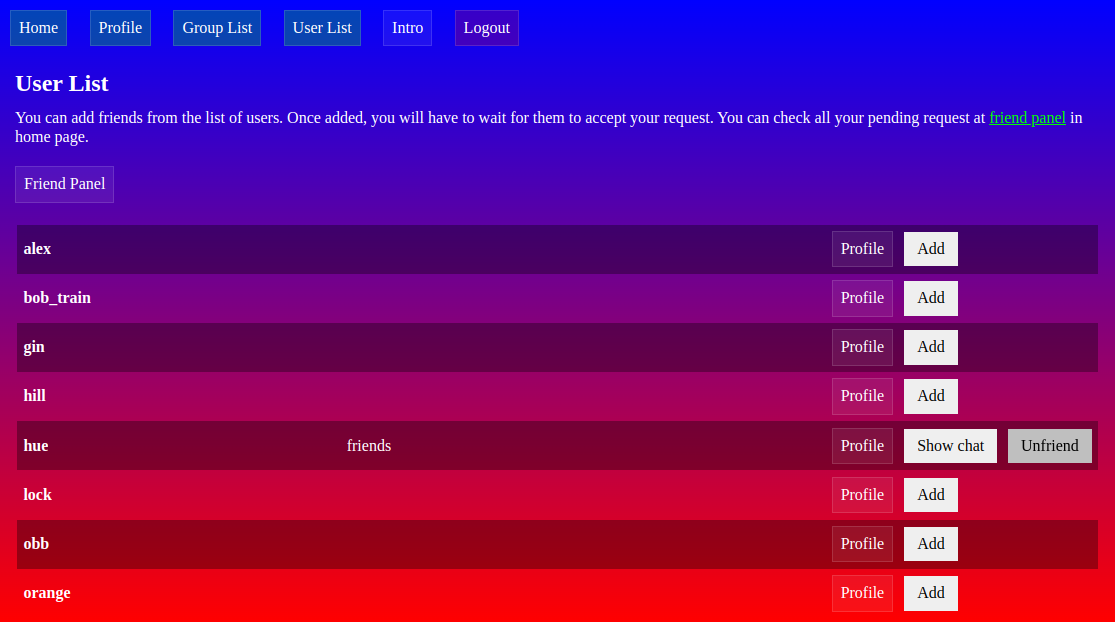 Home Profile Group List User List Intro Logout
User List
You can add friends from the list of users. Once added, you will have to wait for them to accept your request. You can check all your pending request at friend panel in
home page.
Friend Panel
alex Profile Add
bob_train Profile Add
gin Profile Add
hill Profile Add
hue friends Profile Show chat Unfriend
lock Profile Add
obb Profile Add
orange Profile Add